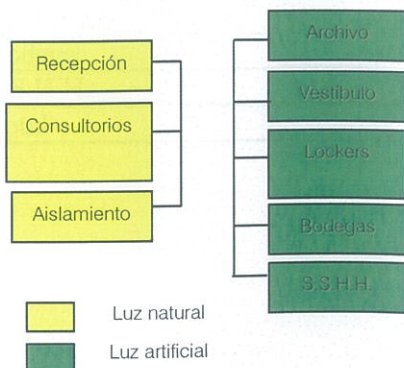 Recepción
Consultorios
Aislamiento
Archivo
Vestíbulo
Lockers
Bodegas
S.S.H.H.
Luz natural
Luz artificial